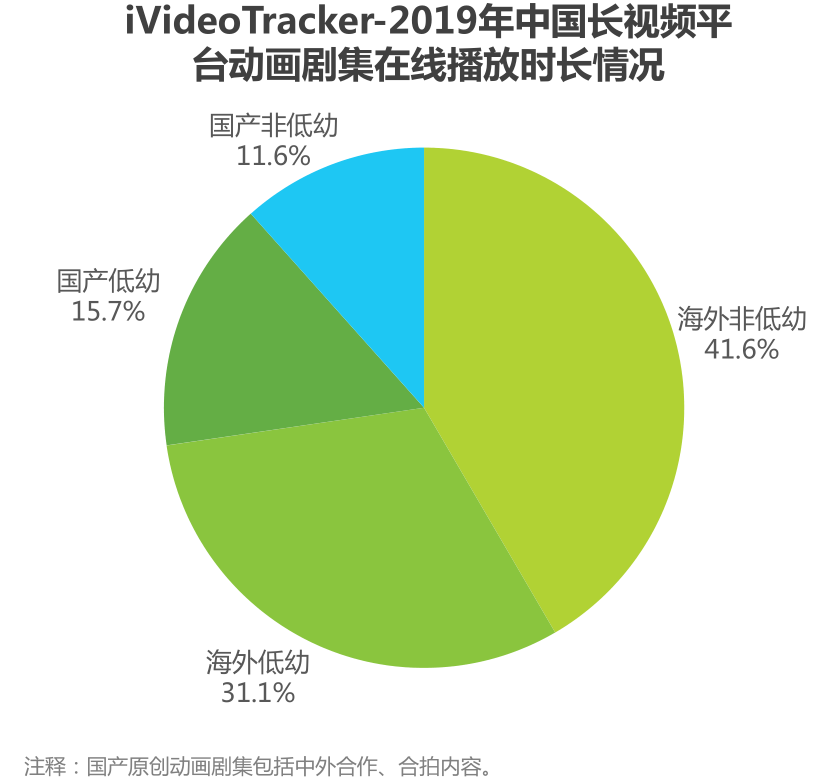 iVideoTracker-2019年中国长视频平
台动画剧集在线播放时长情况
国产非低幼
11.6%
国产低幼
15.7%
海外非低幼
41.6%
海外低幼
31.1%
注释：国产原创动画剧集包括中外合作、合拍内容。